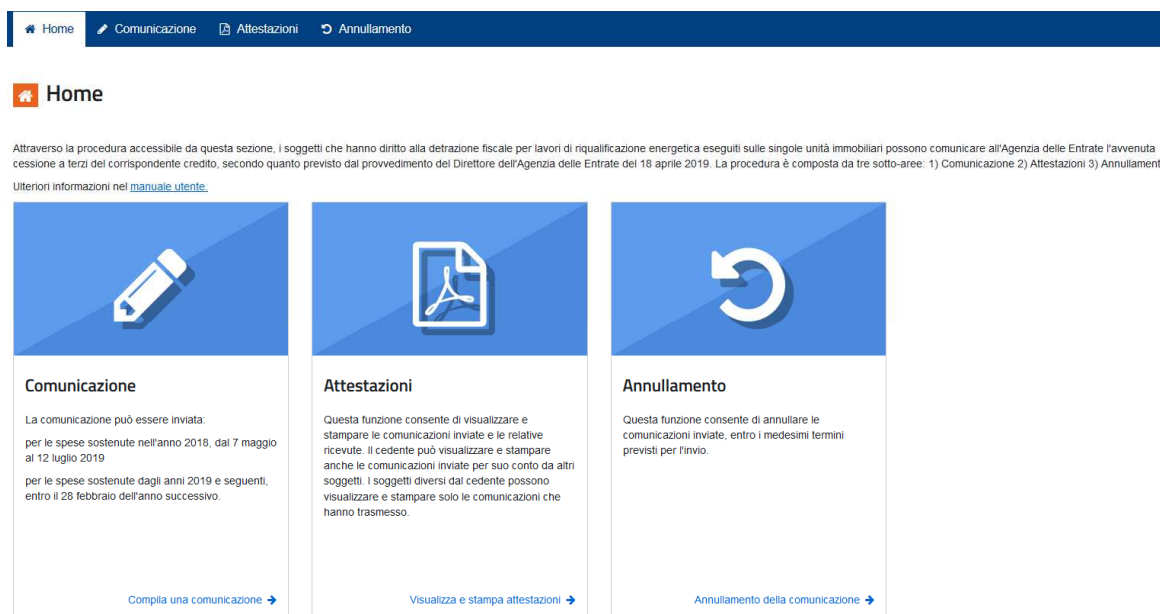 Home Comunicazione Attestazioni Annullamento
Home
Attraverso la procedura accessibile da questa sezione, i soggetti che hanno diritto alla detrazione fiscale per lavori di riqualificazione energetica eseguiti sulle singole unità immobiliari possono comunicare all'Agenzia delle Entrate l'avvenuta
cessione a terzi del corrispondente credito, secondo quanto previsto dal provvedimento del Direttore dell'Agenzia delle Entrate del 18 aprile 2019. La procedura è composta da tre sotto-aree: 1) Comunicazione 2) Attestazioni 3) Annullament
Ulteriori informazioni nel manuale utente.
Comunicazione
La comunicazione può essere inviata:
per le spese sostenute nell'anno 2018, dal 7 maggio
al 12 luglio 2019
per le spese sostenute dagli anni 2019 e seguenti,
entro il 28 febbraio dell'anno successivo.
Compila una comunicazione
Attestazioni
Questa funzione consente di visualizzare e
stampare le comunicazioni inviate e le relative
ricevute. Il cedente può visualizzare e stampare
anche le comunicazioni inviate per suo conto da altri
soggetti. I soggetti diversi dal cedente possono
visualizzare e stampare solo le comunicazioni che
hanno trasmesso.
Visualizza e stampa attestazioni
Annullamento
Questa funzione consente di annullare le
comunicazioni inviate, entro i medesimi termini
previsti per l'invio.
Annullamento della comunicazione